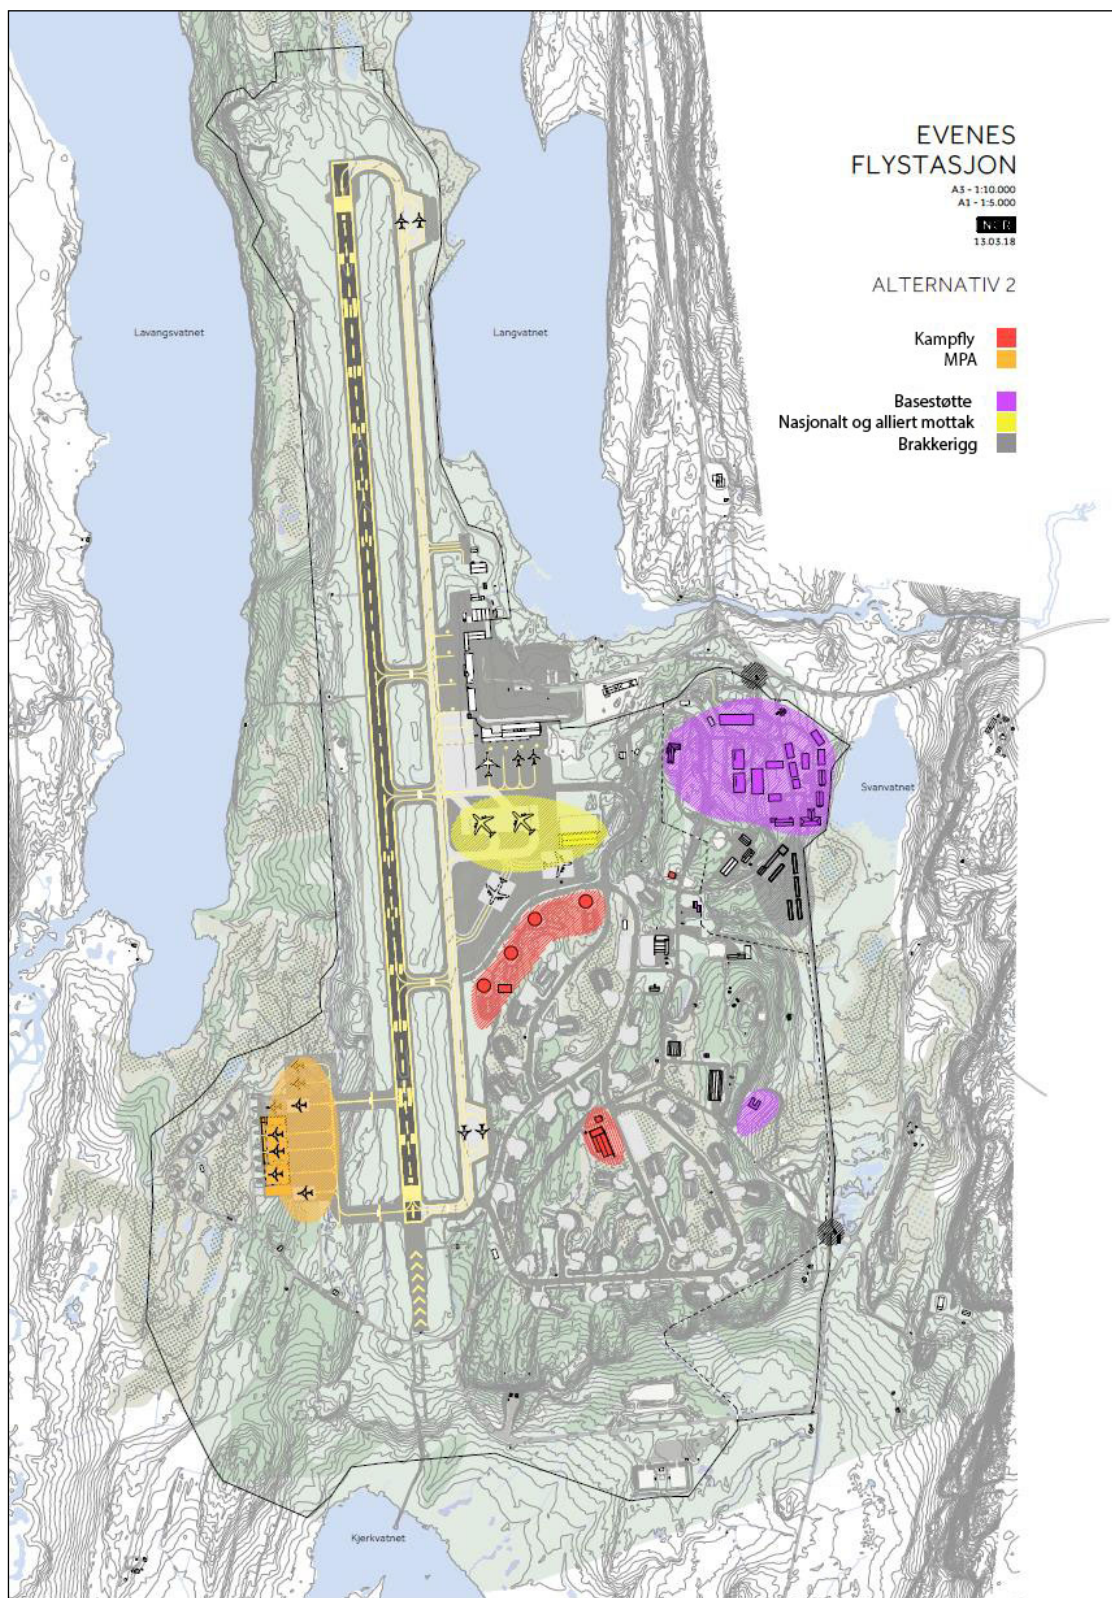 EVENES
FLYSTASJON
A3 - 1:10.000
A1 - 1:5.000
13.03.18
ALTERNATIV 2
Kampfly
MPA
Basestøtte
Nasjonalt og alliert mottak
Brakkerigg
Lavangsvatnet
Langvatnet
Svanvatnet
Kjerkvatnet